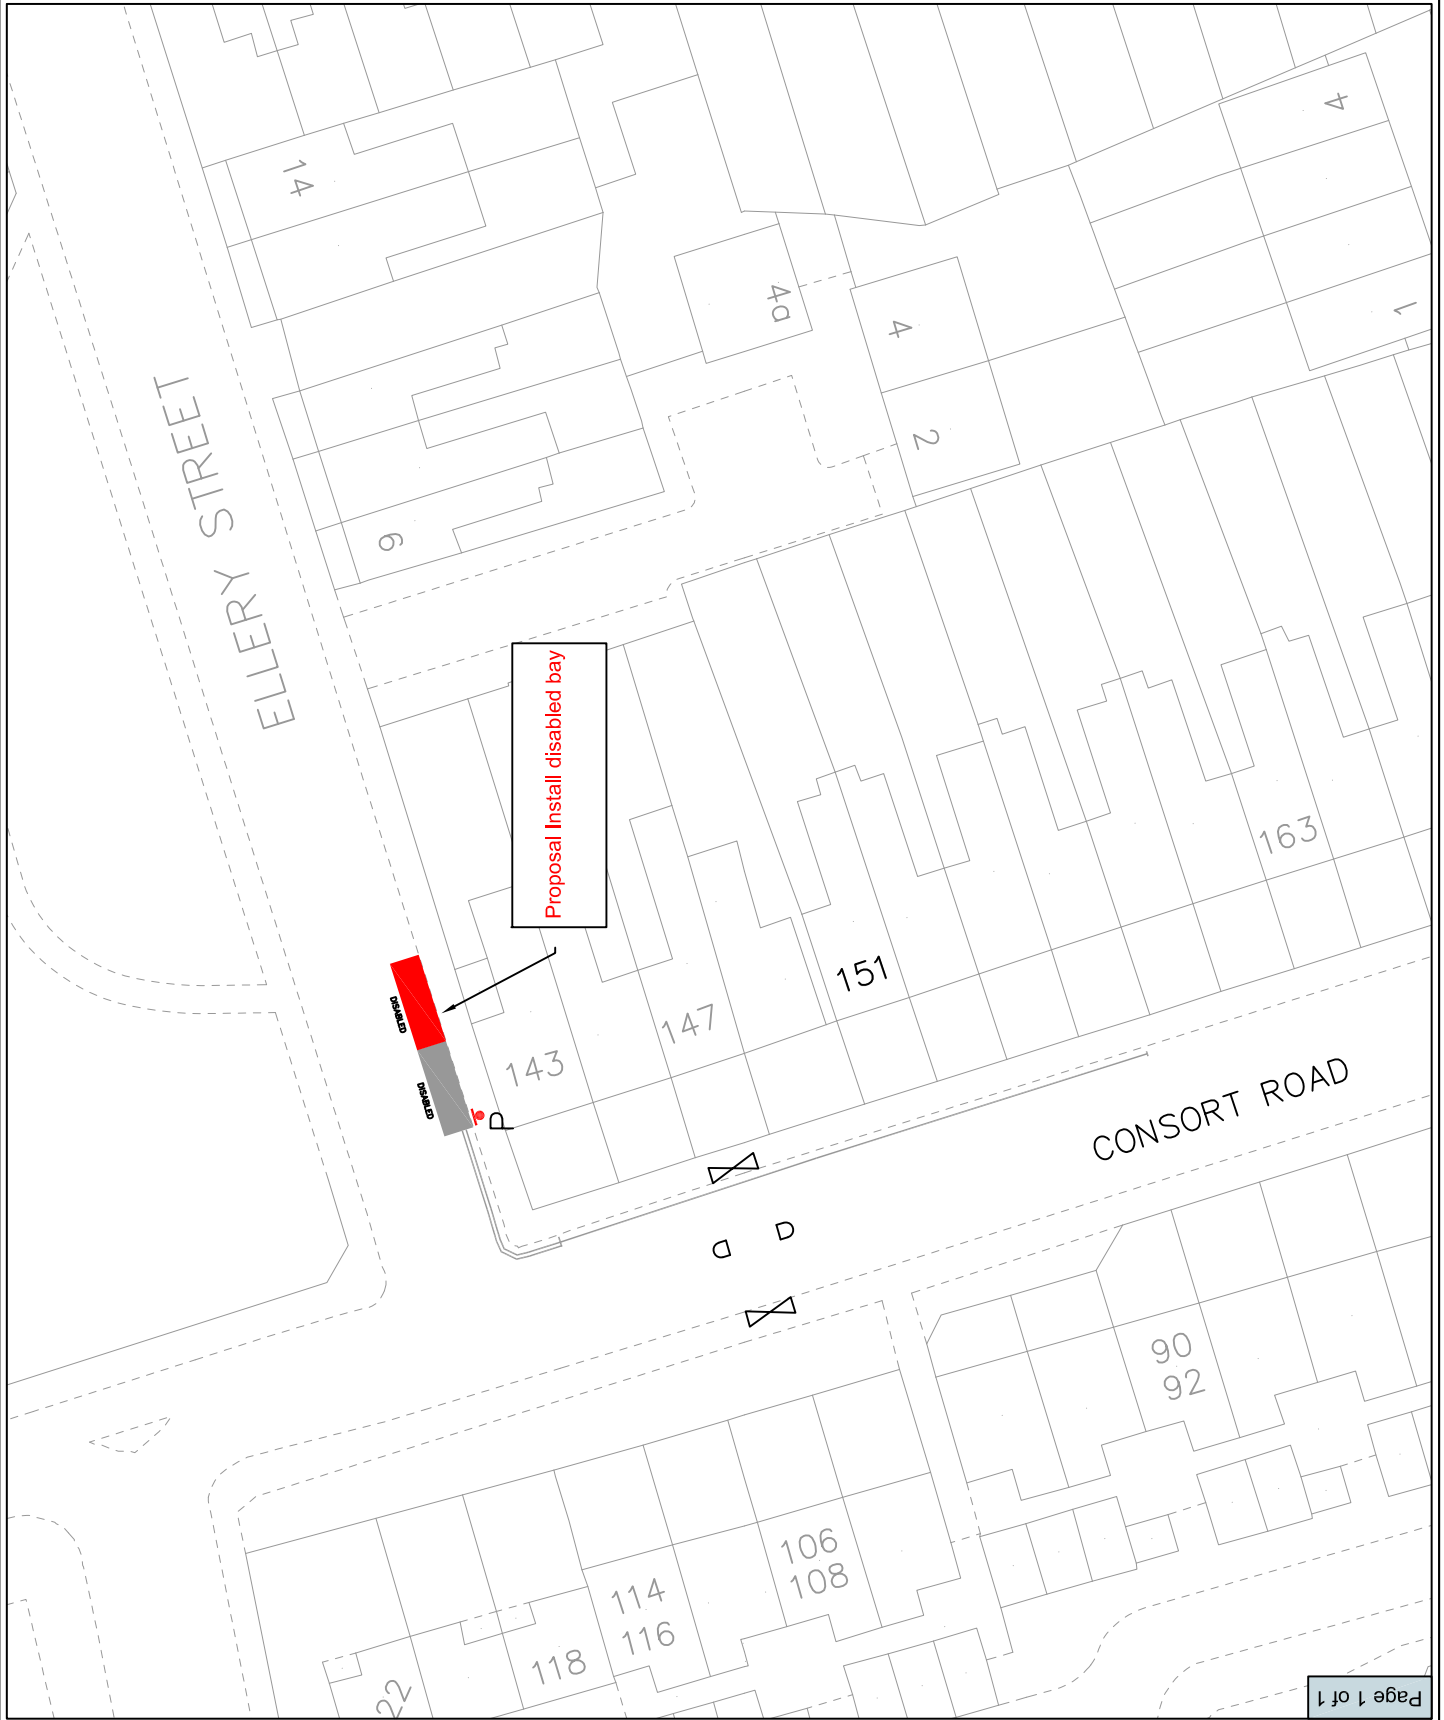 14
4
4a
4
1
2
ELLERY STREET
6
Proposal Install disabled bay
163
151
147
143
DISABLED
DISABLED
P
CONSORT ROAD
D
D
90
92
106
108
114
116
118
22
Page 1 of 1